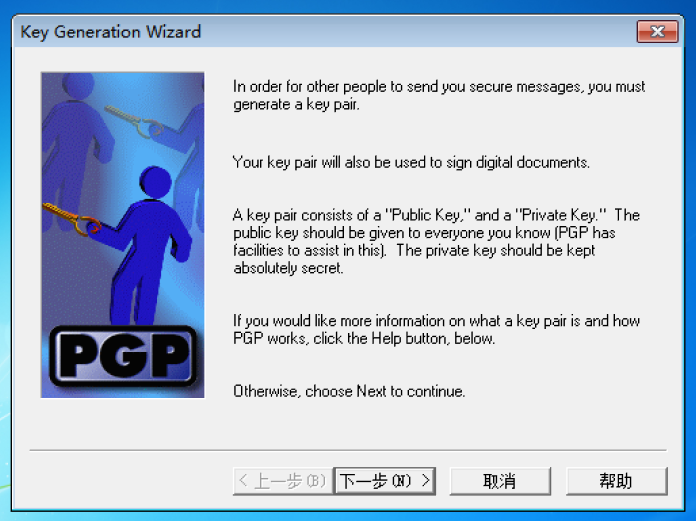 Key Generation Wizard
In order for other people to send you secure messages, you must
generate a key pair.
Your key pair will also be used to sign digital documents.
A key pair consists of a "Public Key," and a "Private Key."  The
public key should be given to everyone you know (PGP has
facilities to assist in this).  The private key should be kept
absolutely secret.
If you would like more information on what a key pair is and how
PGP works, click the Help button, below.
Otherwise, choose Next to continue.
PGP
< 上一步(B) 下一步(N) > 取消 帮助